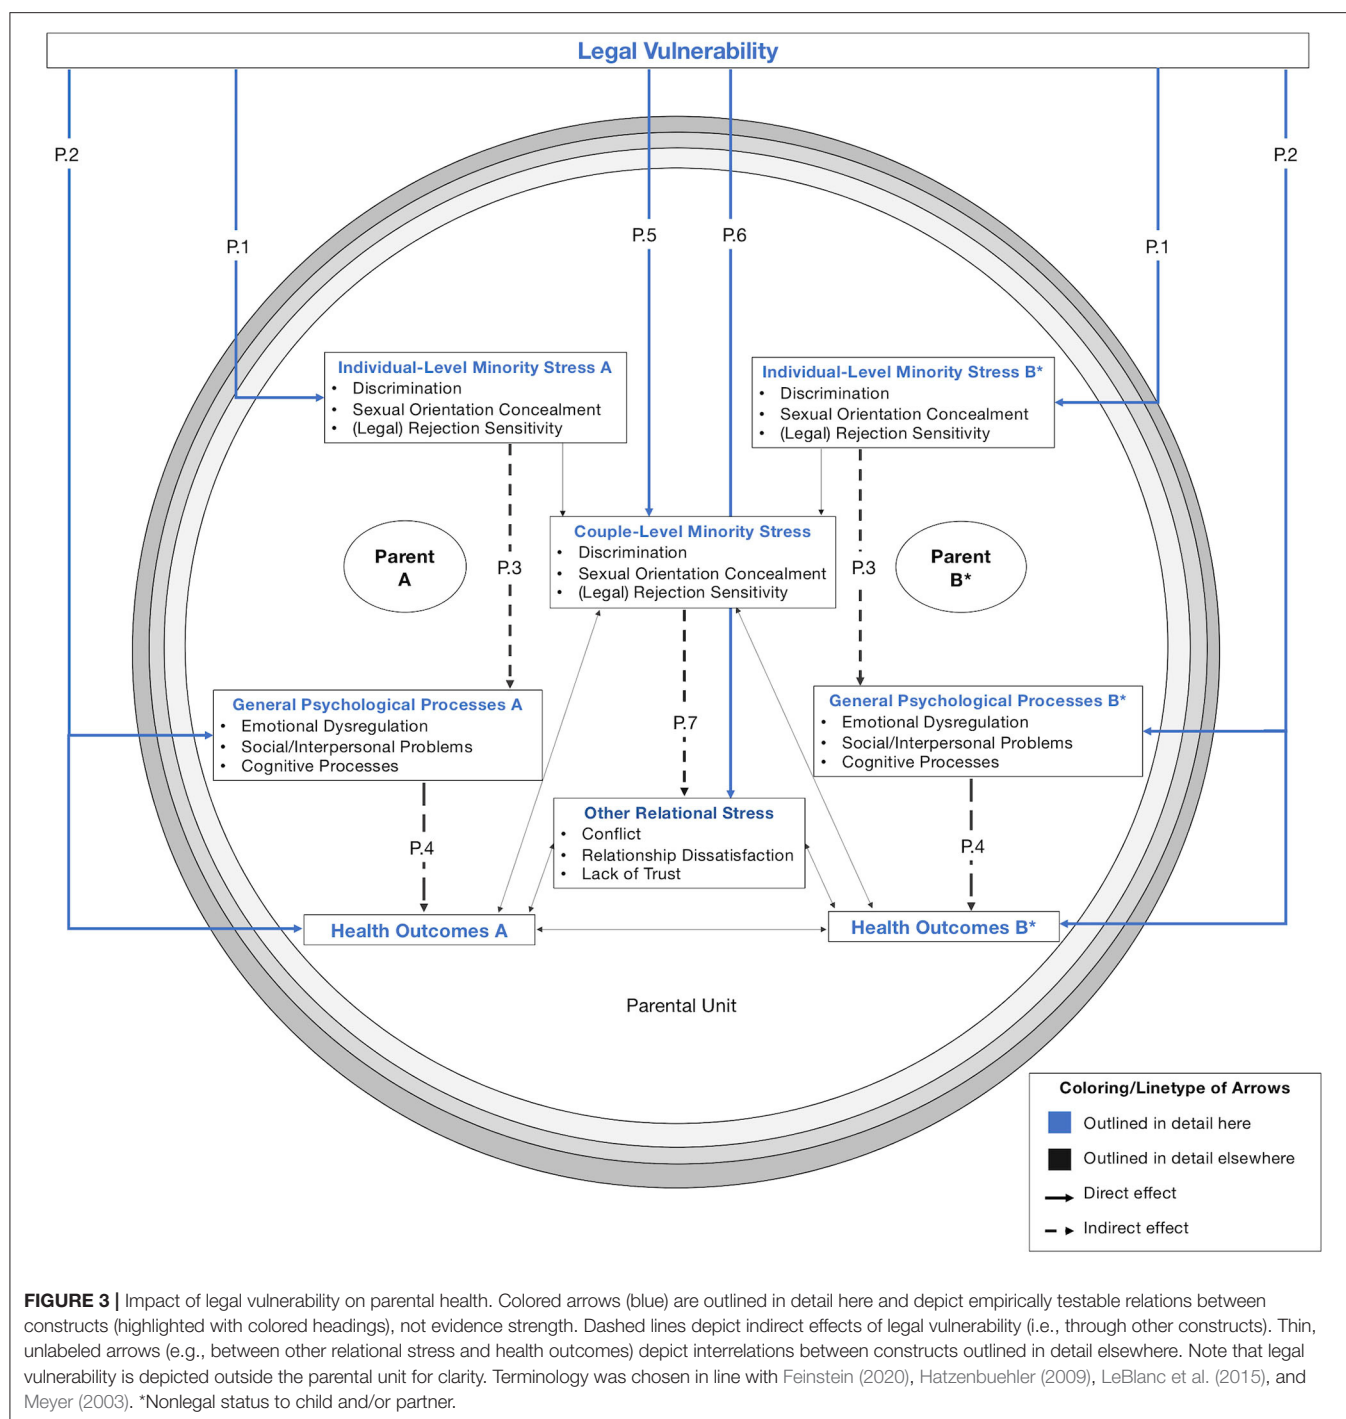 Legal Vulnerability
P.2
P.2
P.1
P.5
P.6
P.1
Individual-Level Minority Stress A
• Discrimination
• Sexual Orientation Concealment
• (Legal) Rejection Sensitivity
Individual-Level Minority Stress B*
• Discrimination
• Sexual Orientation Concealment
• (Legal) Rejection Sensitivity
Couple-Level Minority Stress
• Discrimination
• Sexual Orientation Concealment
• (Legal) Rejection Sensitivity
Parent
A
P.3
P.3
Parent
B*
General Psychological Processes A
• Emotional Dysregulation
• Social/Interpersonal Problems
• Cognitive Processes
P.7
General Psychological Processes B*
• Emotional Dysregulation
• Social/Interpersonal Problems
• Cognitive Processes
Other Relational Stress
• Conflict
• Relationship Dissatisfaction
• Lack of Trust
P.4
P.4
Health Outcomes A
Health Outcomes B*
Parental Unit
Coloring/Linetype of Arrows
Outlined in detail here
Outlined in detail elsewhere
Direct effect
Indirect effect
FIGURE 3 | Impact of legal vulnerability on parental health. Colored arrows (blue) are outlined in detail here and depict empirically testable relations between
constructs (highlighted with colored headings), not evidence strength. Dashed lines depict indirect effects of legal vulnerability (i.e., through other constructs). Thin,
unlabeled arrows (e.g., between other relational stress and health outcomes) depict interrelations between constructs outlined in detail elsewhere. Note that legal
vulnerability is depicted outside the parental unit for clarity. Terminology was chosen in line with Feinstein (2020), Hatzenbuehler (2009), LeBlanc et al. (2015), and
Meyer (2003). *Nonlegal status to child and/or partner.